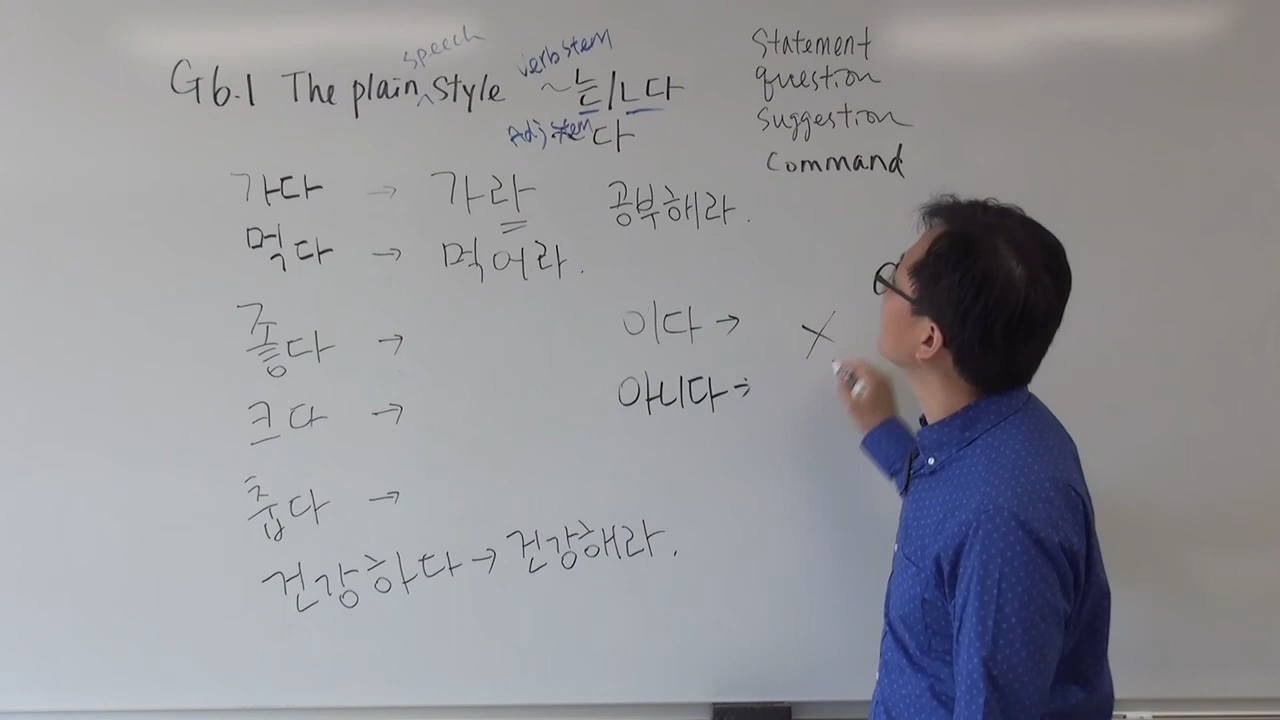 G6.1 The plain speech style
verb stem ~는/ㄴ다
Adj stem 다
Statement
question
suggestion
command
가다 → 가라 공부해라.
먹다 → 먹어라.
좋다 → 이다 → X
크다 → 아니다 →
춥다 →
건강하다 → 건강해라.